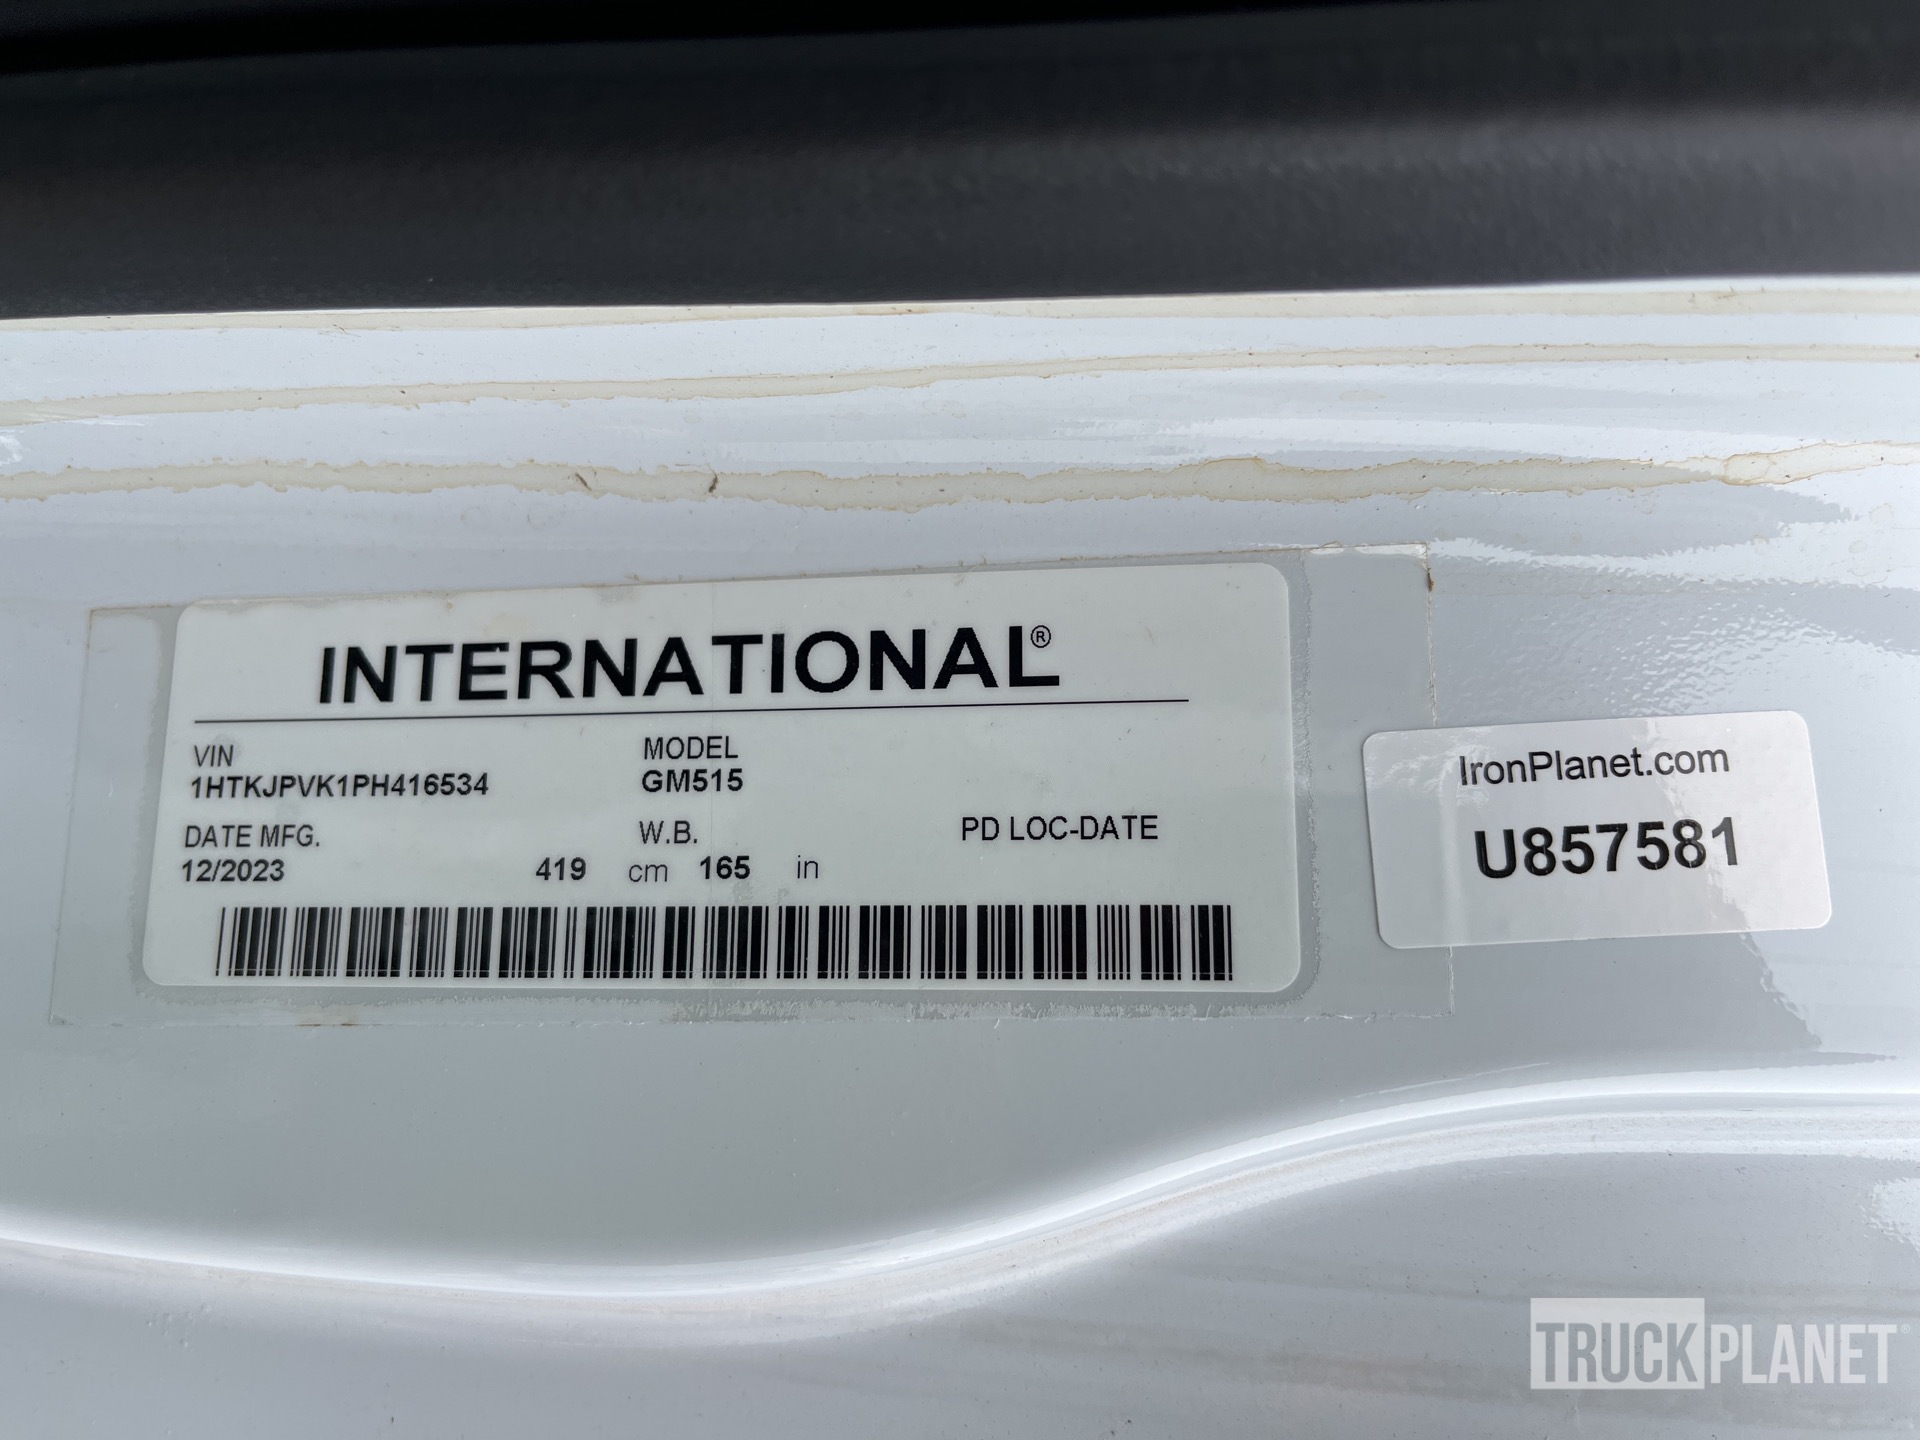 INTERNATIONAL®
VIN MODEL
1HTKJPVK1PH416534 GM515
DATE MFG. W.B. PD LOC-DATE
12/2023 419 cm 165 in
IronPlanet.com
U857581
TRUCKPLANET®